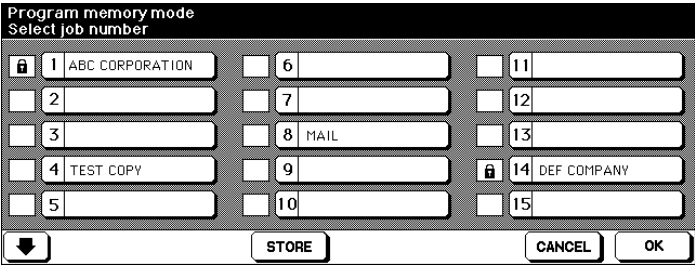 Program memory mode
Select job number
1 ABC CORPORATION
2
3
4 TEST COPY
5
6
7
8 MAIL
9
10
11
12
13
14 DEF COMPANY
15
STORE CANCEL OK